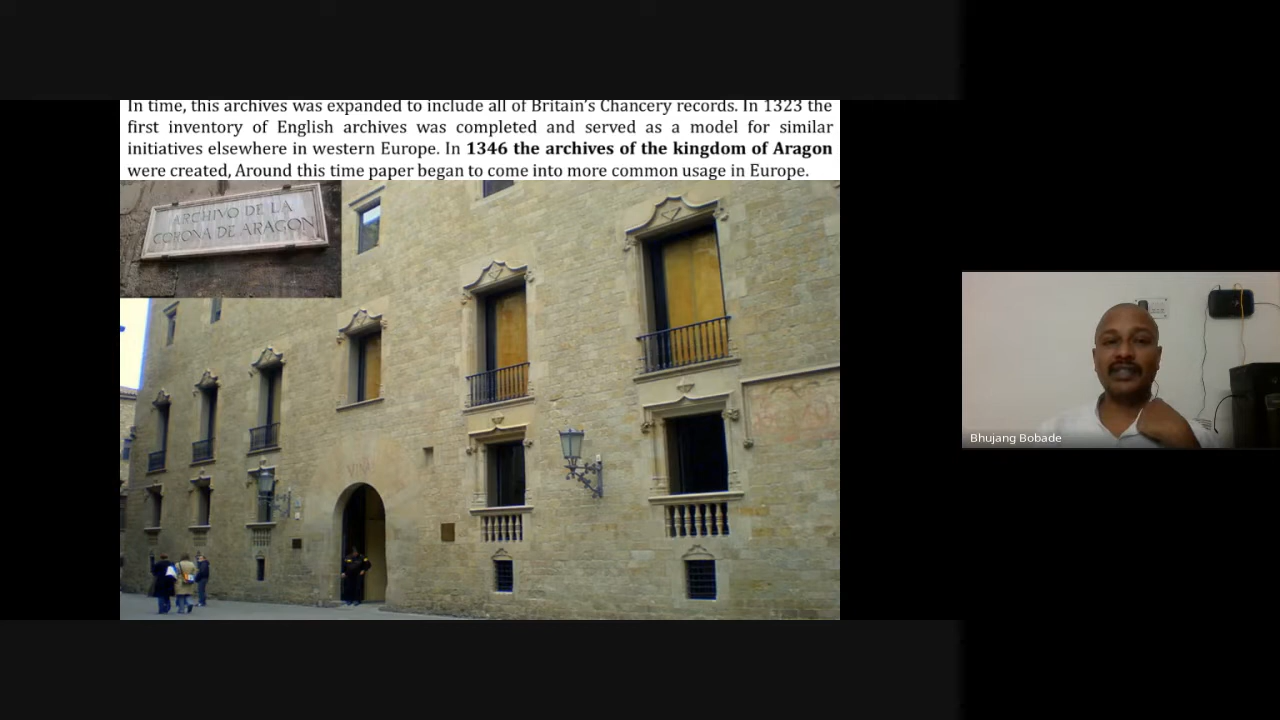 In time, this archives was expanded to include all of Britain's Chancery records. In 1323 the
first inventory of English archives was completed and served as a model for similar
initiatives elsewhere in western Europe. In 1346 the archives of the kingdom of Aragon
were created, Around this time paper began to come into more common usage in Europe.
ARCHIVO DE LA
CORONA DE ARAGON
Bhujang Bobade